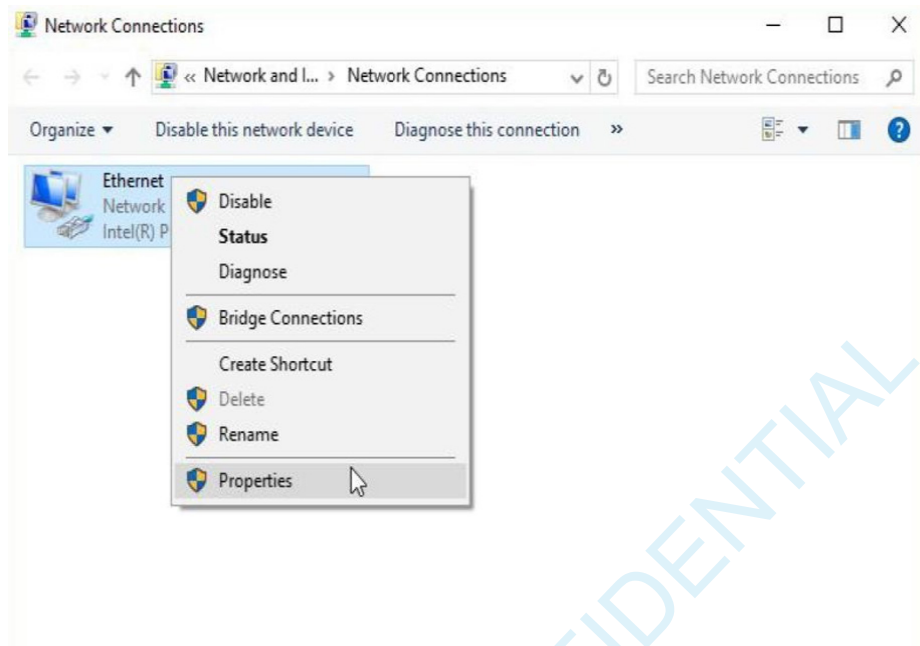 Network Connections
« Network and I... › Network Connections
Search Network Connections
Organize
Disable this network device
Diagnose this connection
»
?
Ethernet
Network
Intel(R) P
Disable
Status
Diagnose
Bridge Connections
Create Shortcut
Delete
Rename
Properties
FIDENTIAL